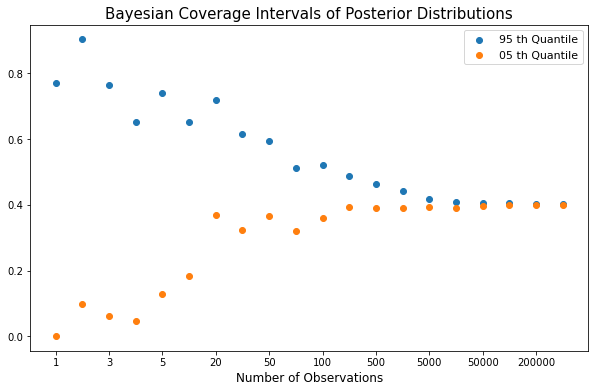 Bayesian Coverage Intervals of Posterior Distributions
95 th Quantile
05 th Quantile
0.8
0.6
0.4
0.2
0.0
1 3 5 20 50 100 500 5000 50000 200000
Number of Observations